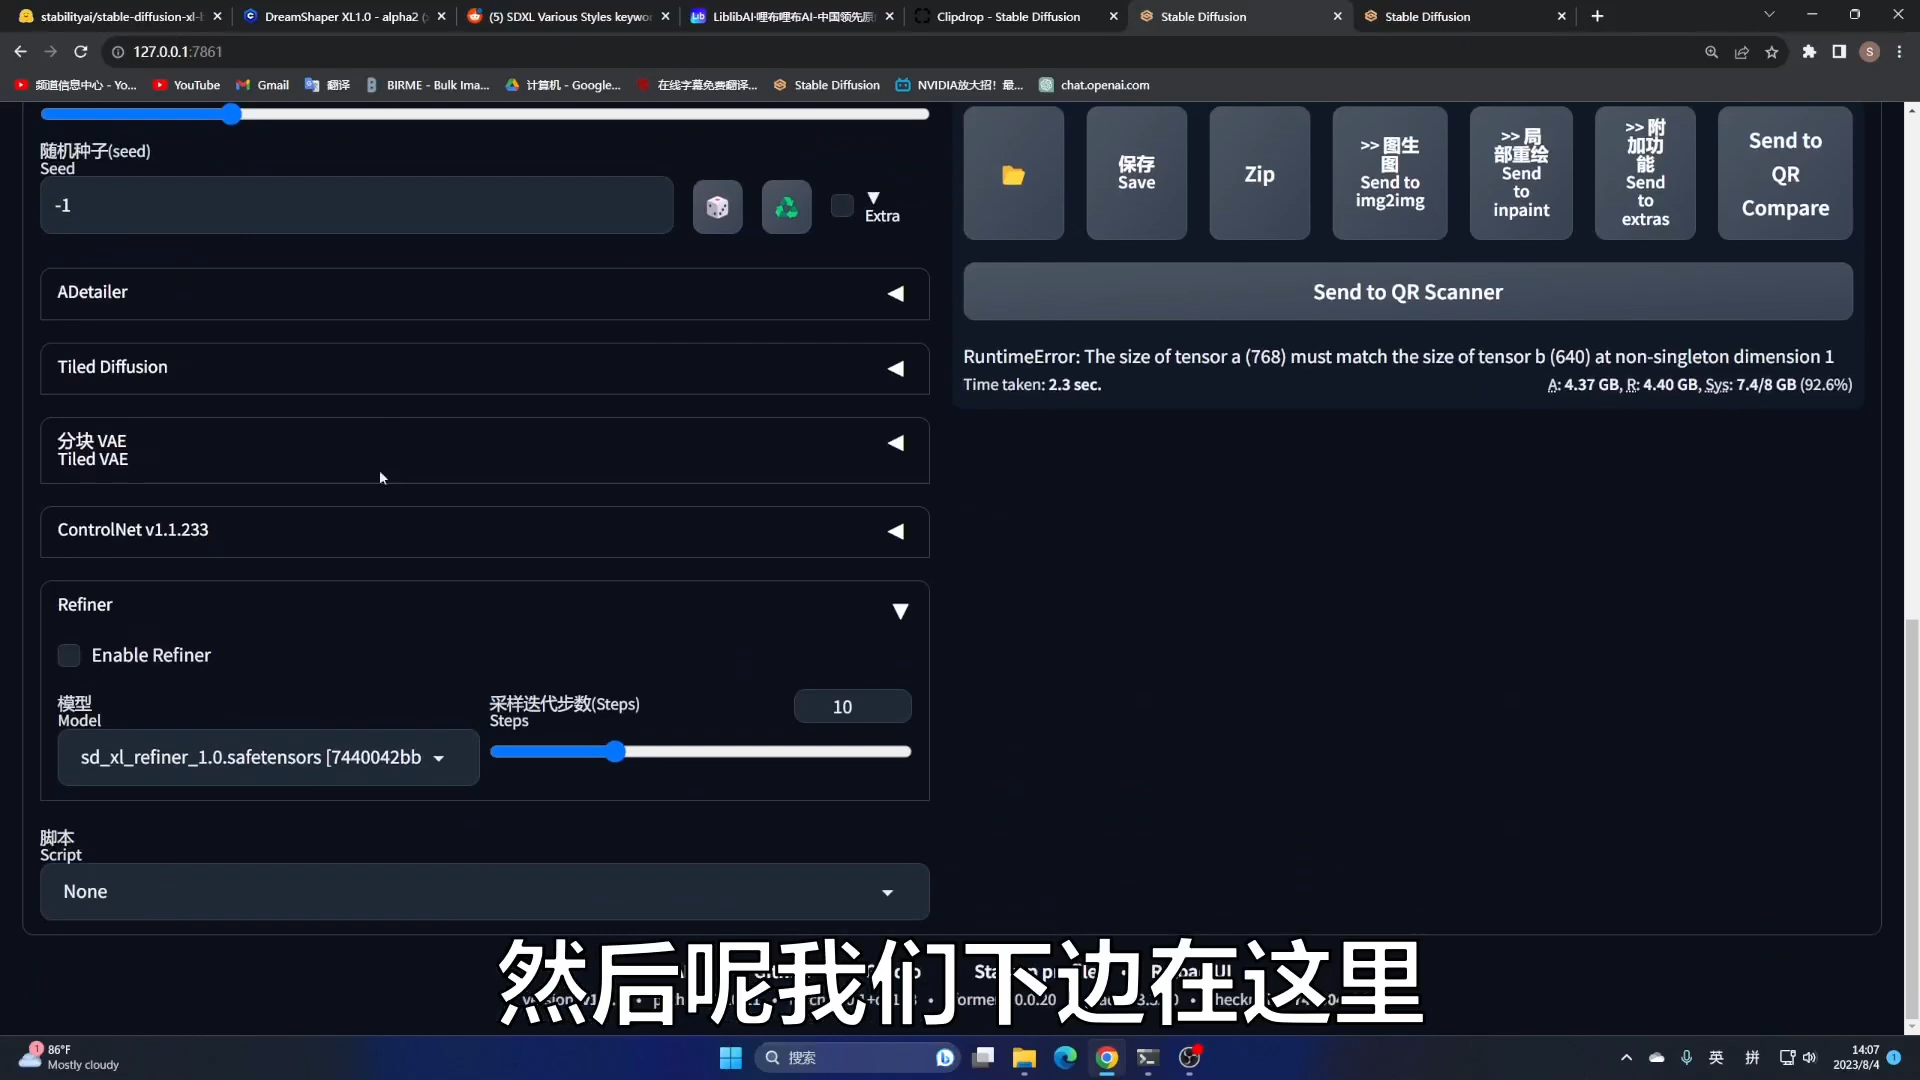 stabilityai/stable-diffusion-xl-b
DreamShaper XL1.0 - alpha2 (
(5) SDXL Various Styles keywo
LiblibAI·哩布哩布AI-中国领先原
Clipdrop - Stable Diffusion
Stable Diffusion
Stable Diffusion
127.0.0.1:7861
频道信息中心 - Yo...
YouTube
Gmail
翻译
BIRME - Bulk Ima...
计算机 - Google...
在线字幕免费翻译...
Stable Diffusion
NVIDIA放大招！最...
chat.openai.com
随机种子(seed)
Seed
-1
Extra
保存
Save
Zip
>> 图生
图
Send to
img2img
>> 局
部重绘
Send
to
inpaint
>> 附
加功
能
Send
to
extras
Send to
QR
Compare
ADetailer
Send to QR Scanner
RuntimeError: The size of tensor a (768) must match the size of tensor b (640) at non-singleton dimension 1
Time taken: 2.3 sec.
A: 4.37 GB, R: 4.40 GB, Sys: 7.4/8 GB (92.6%)
Tiled Diffusion
分块 VAE
Tiled VAE
ControlNet v1.1.233
Refiner
Enable Refiner
模型
Model
sd_xl_refiner_1.0.safetensors [7440042bb
采样迭代步数(Steps)
Steps
10
脚本
Script
None
然后呢我们下边在这里
86°F
Mostly cloudy
搜索
英
拼
14:07
2023/8/4